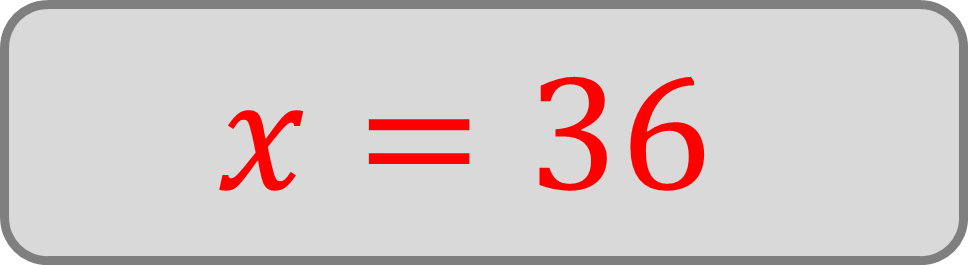 x = 36